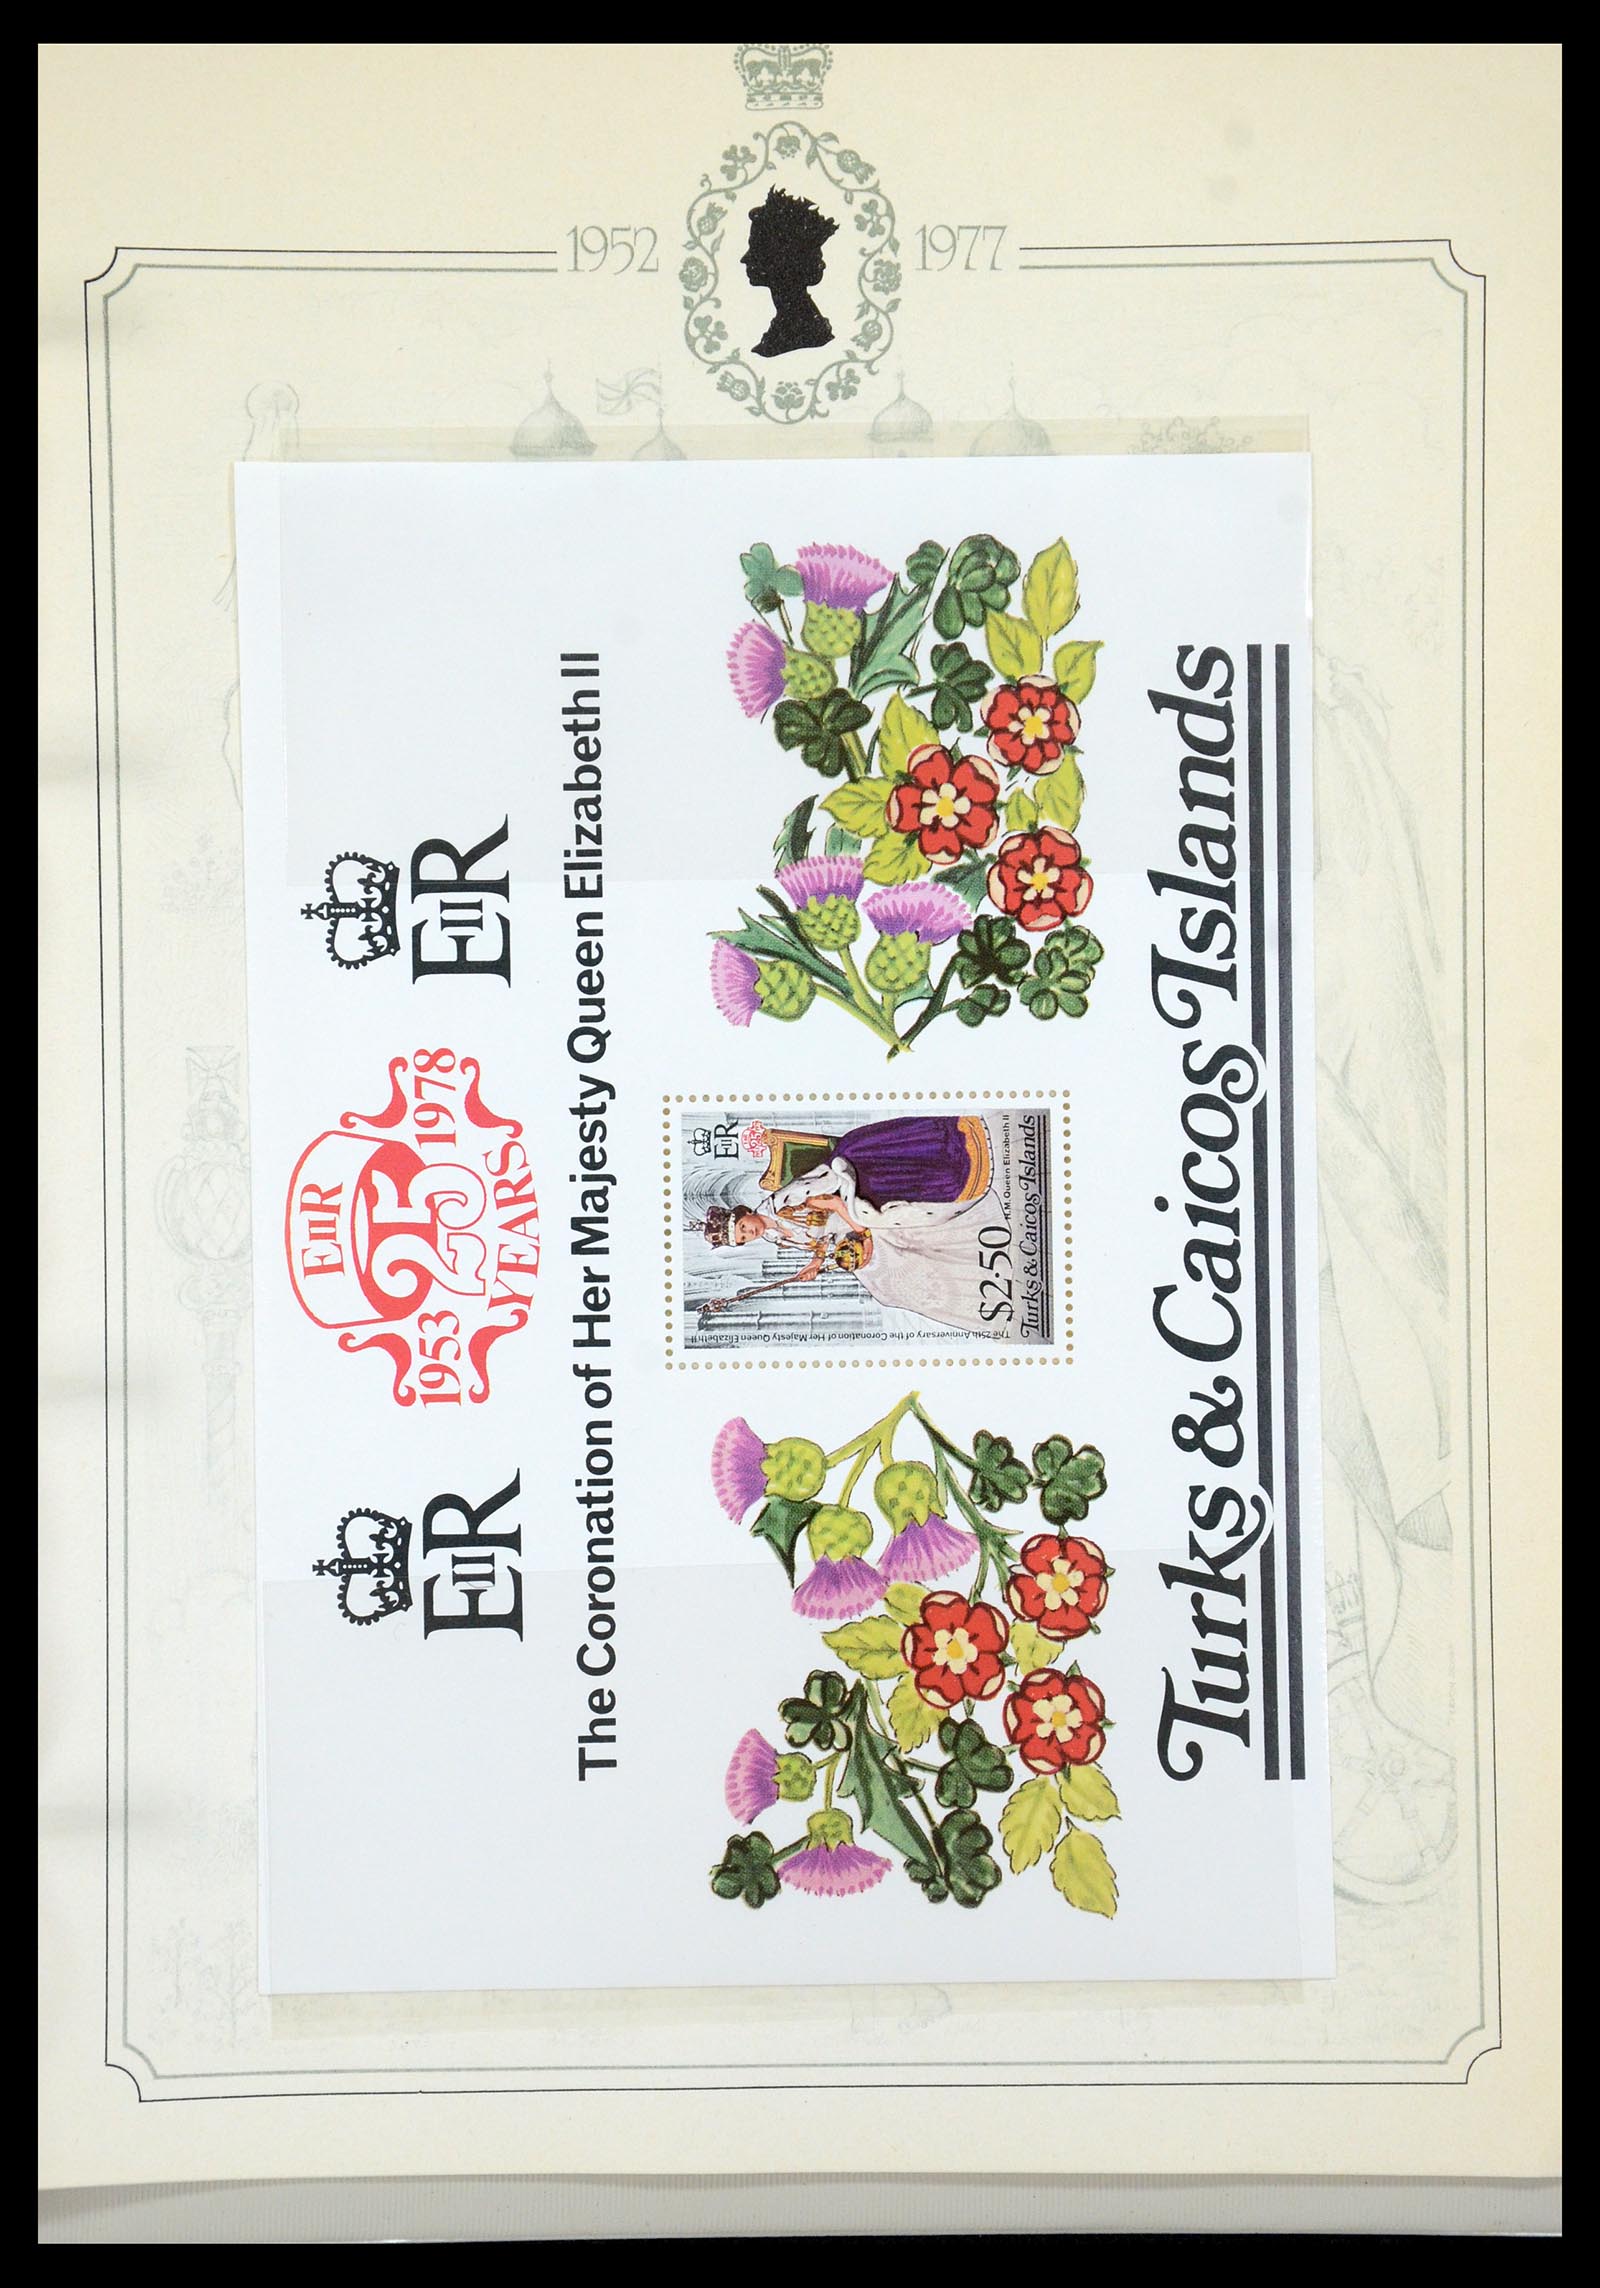 1952 1977
EIIR
EIIR
1953 25 1978
YEARS
EIIR
The Coronation of Her Majesty Queen Elizabeth II
EIIR
25
The 25th Anniversary of the Coronation of Her Majesty Queen Elizabeth II
$2·50
H.M. Queen Elizabeth II
Turks & Caicos Islands
Turks & Caicos Islands